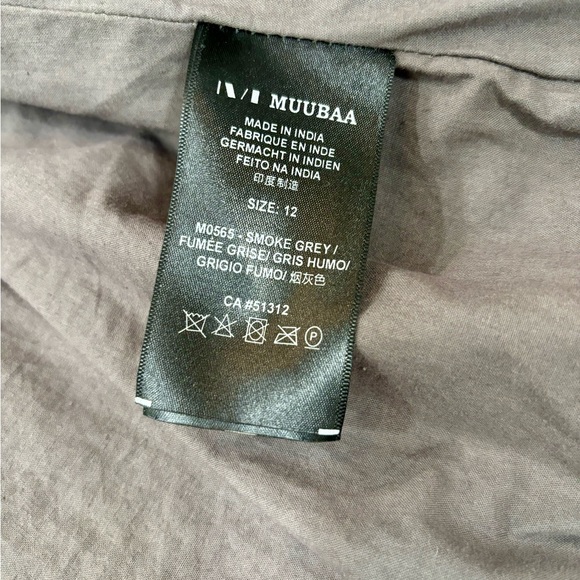 MUUBAA
MADE IN INDIA
FABRIQUE EN INDE
GERMACHT IN INDIEN
FEITO NA INDIA
印度制造
SIZE: 12
M0565 - SMOKE GREY /
FUMÉE GRISE/ GRIS HUMO/
GRIGIO FUMO/ 烟灰色
CA #51312
P